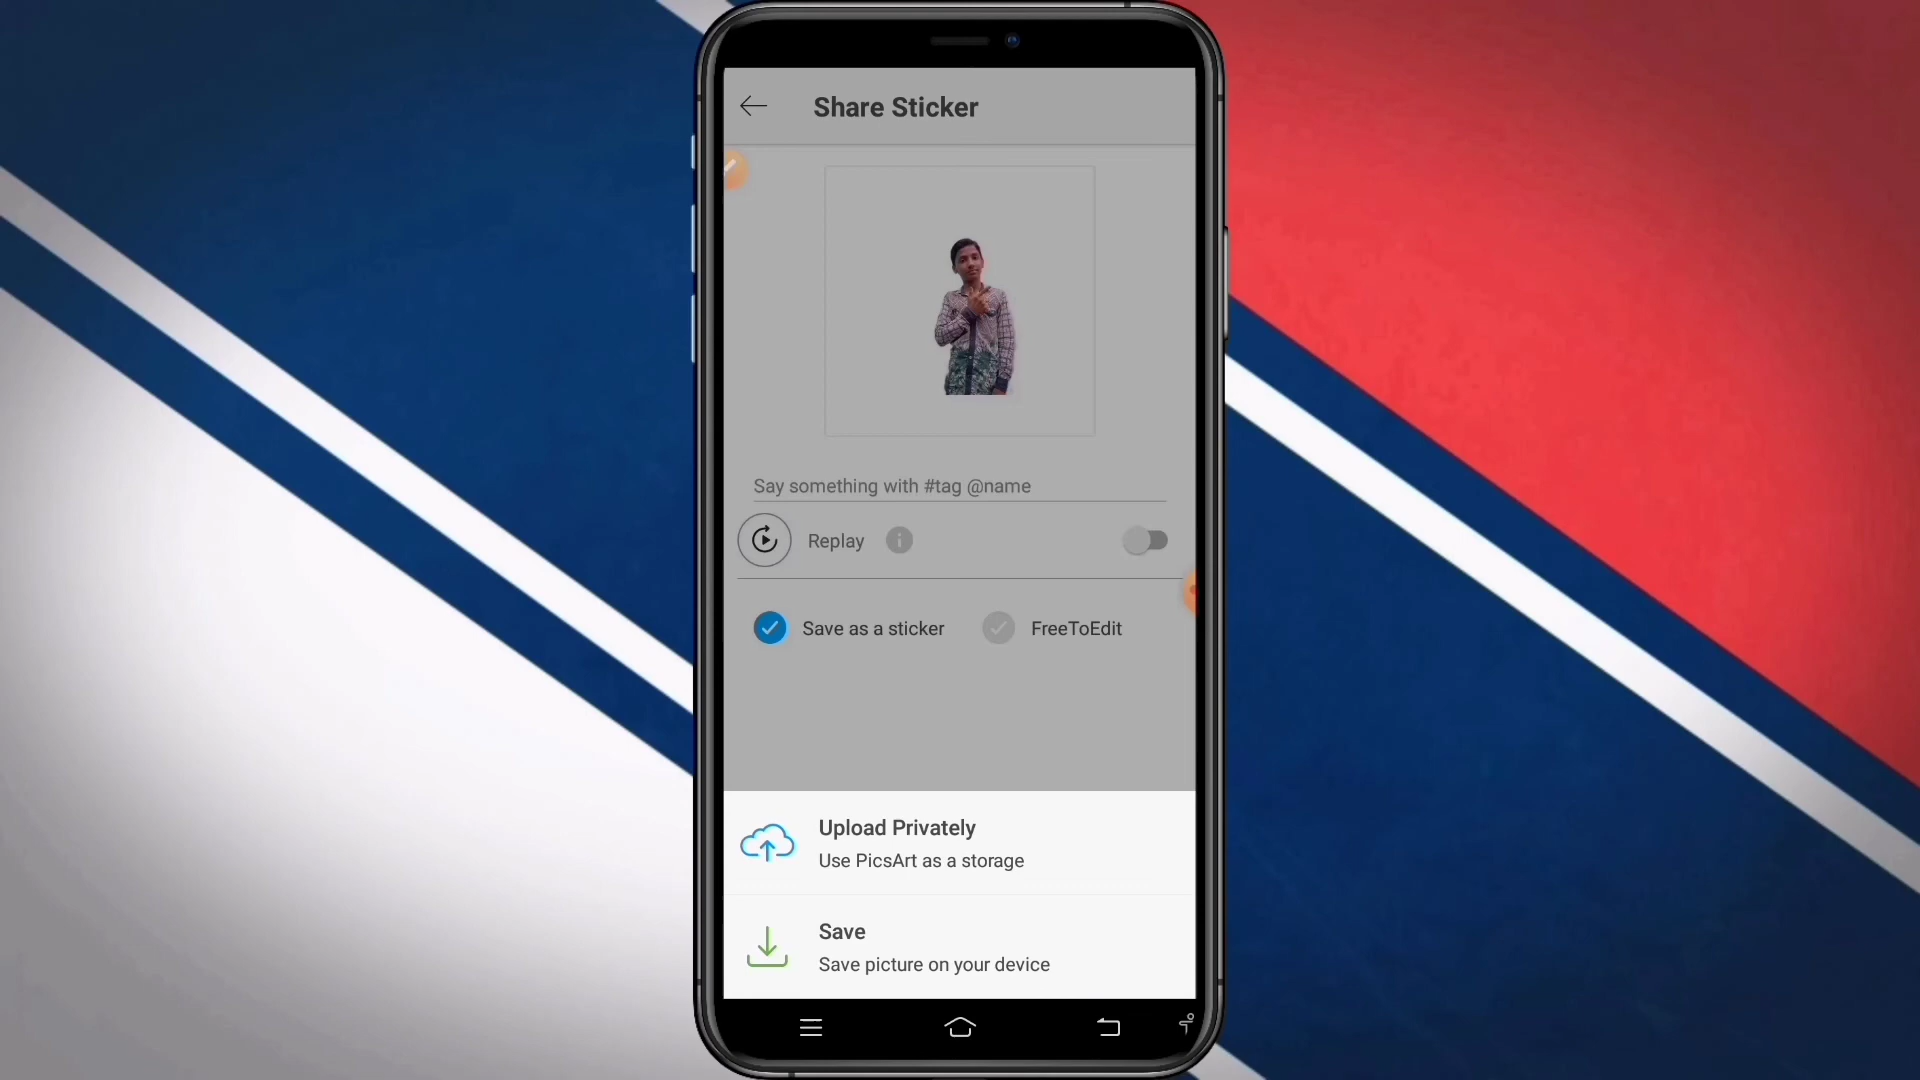 Share Sticker
Say something with #tag @name
Replay
Save as a sticker
FreeToEdit
Upload Privately
Use PicsArt as a storage
Save
Save picture on your device